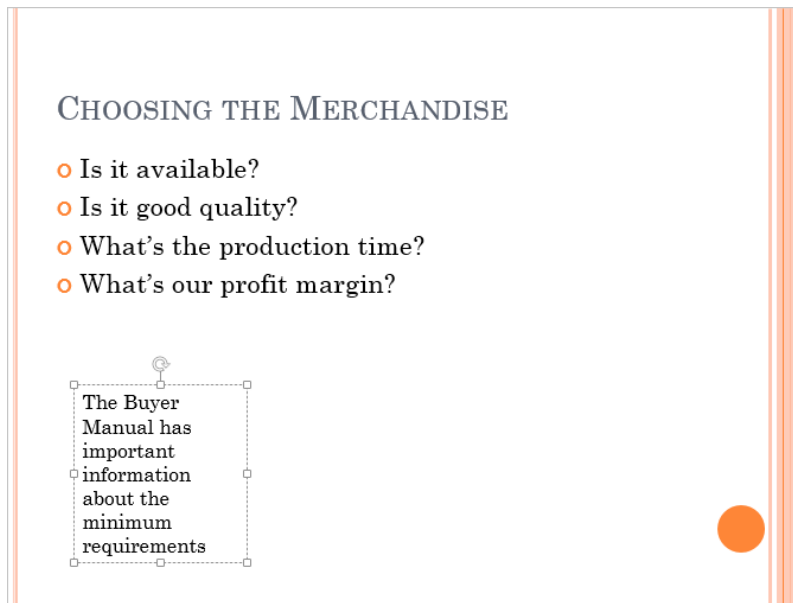 CHOOSING THE MERCHANDISE
Is it available?
Is it good quality?
What’s the production time?
What’s our profit margin?
The Buyer
Manual has
important
information
about the
minimum
requirements